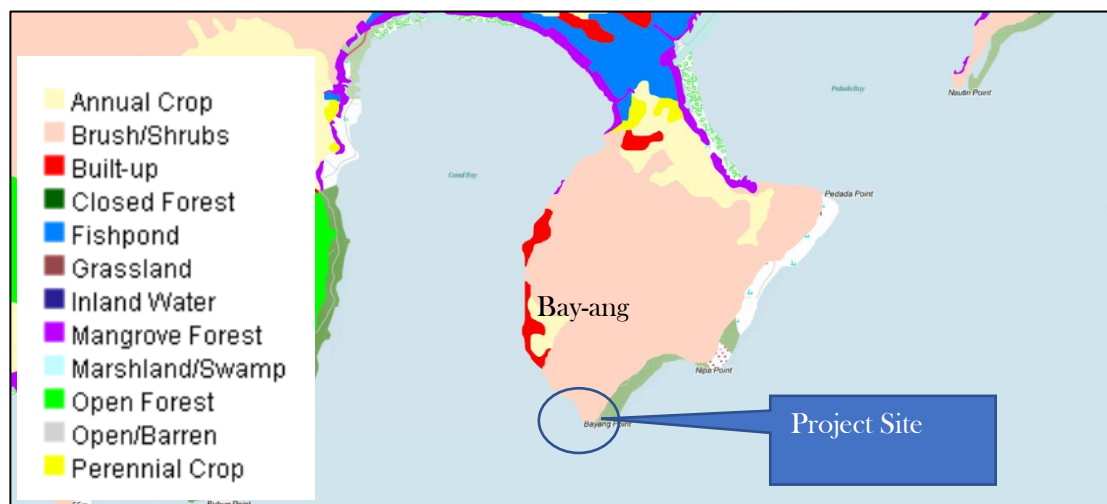 Annual Crop
Brush/Shrubs
Built-up
Closed Forest
Fishpond
Grassland
Inland Water
Mangrove Forest
Marshland/Swamp
Open Forest
Open/Barren
Perennial Crop
Pedada Bay
Nautin Point
Pedada Point
Bay-ang
Nipa Point
Bayang Point
Project Site